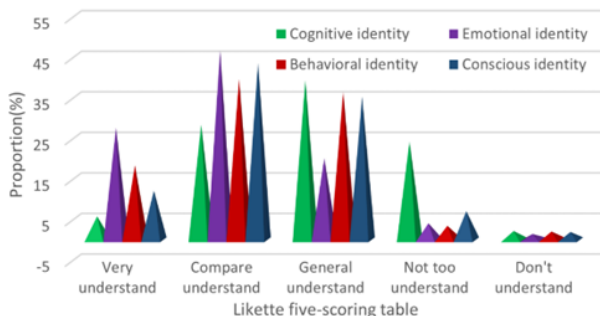 55
45
35
25
15
5
-5
Proportion(%)
Cognitive identity
Emotional identity
Behavioral identity
Conscious identity
Very understand
Compare understand
General understand
Not too understand
Don't understand
Likette five-scoring table